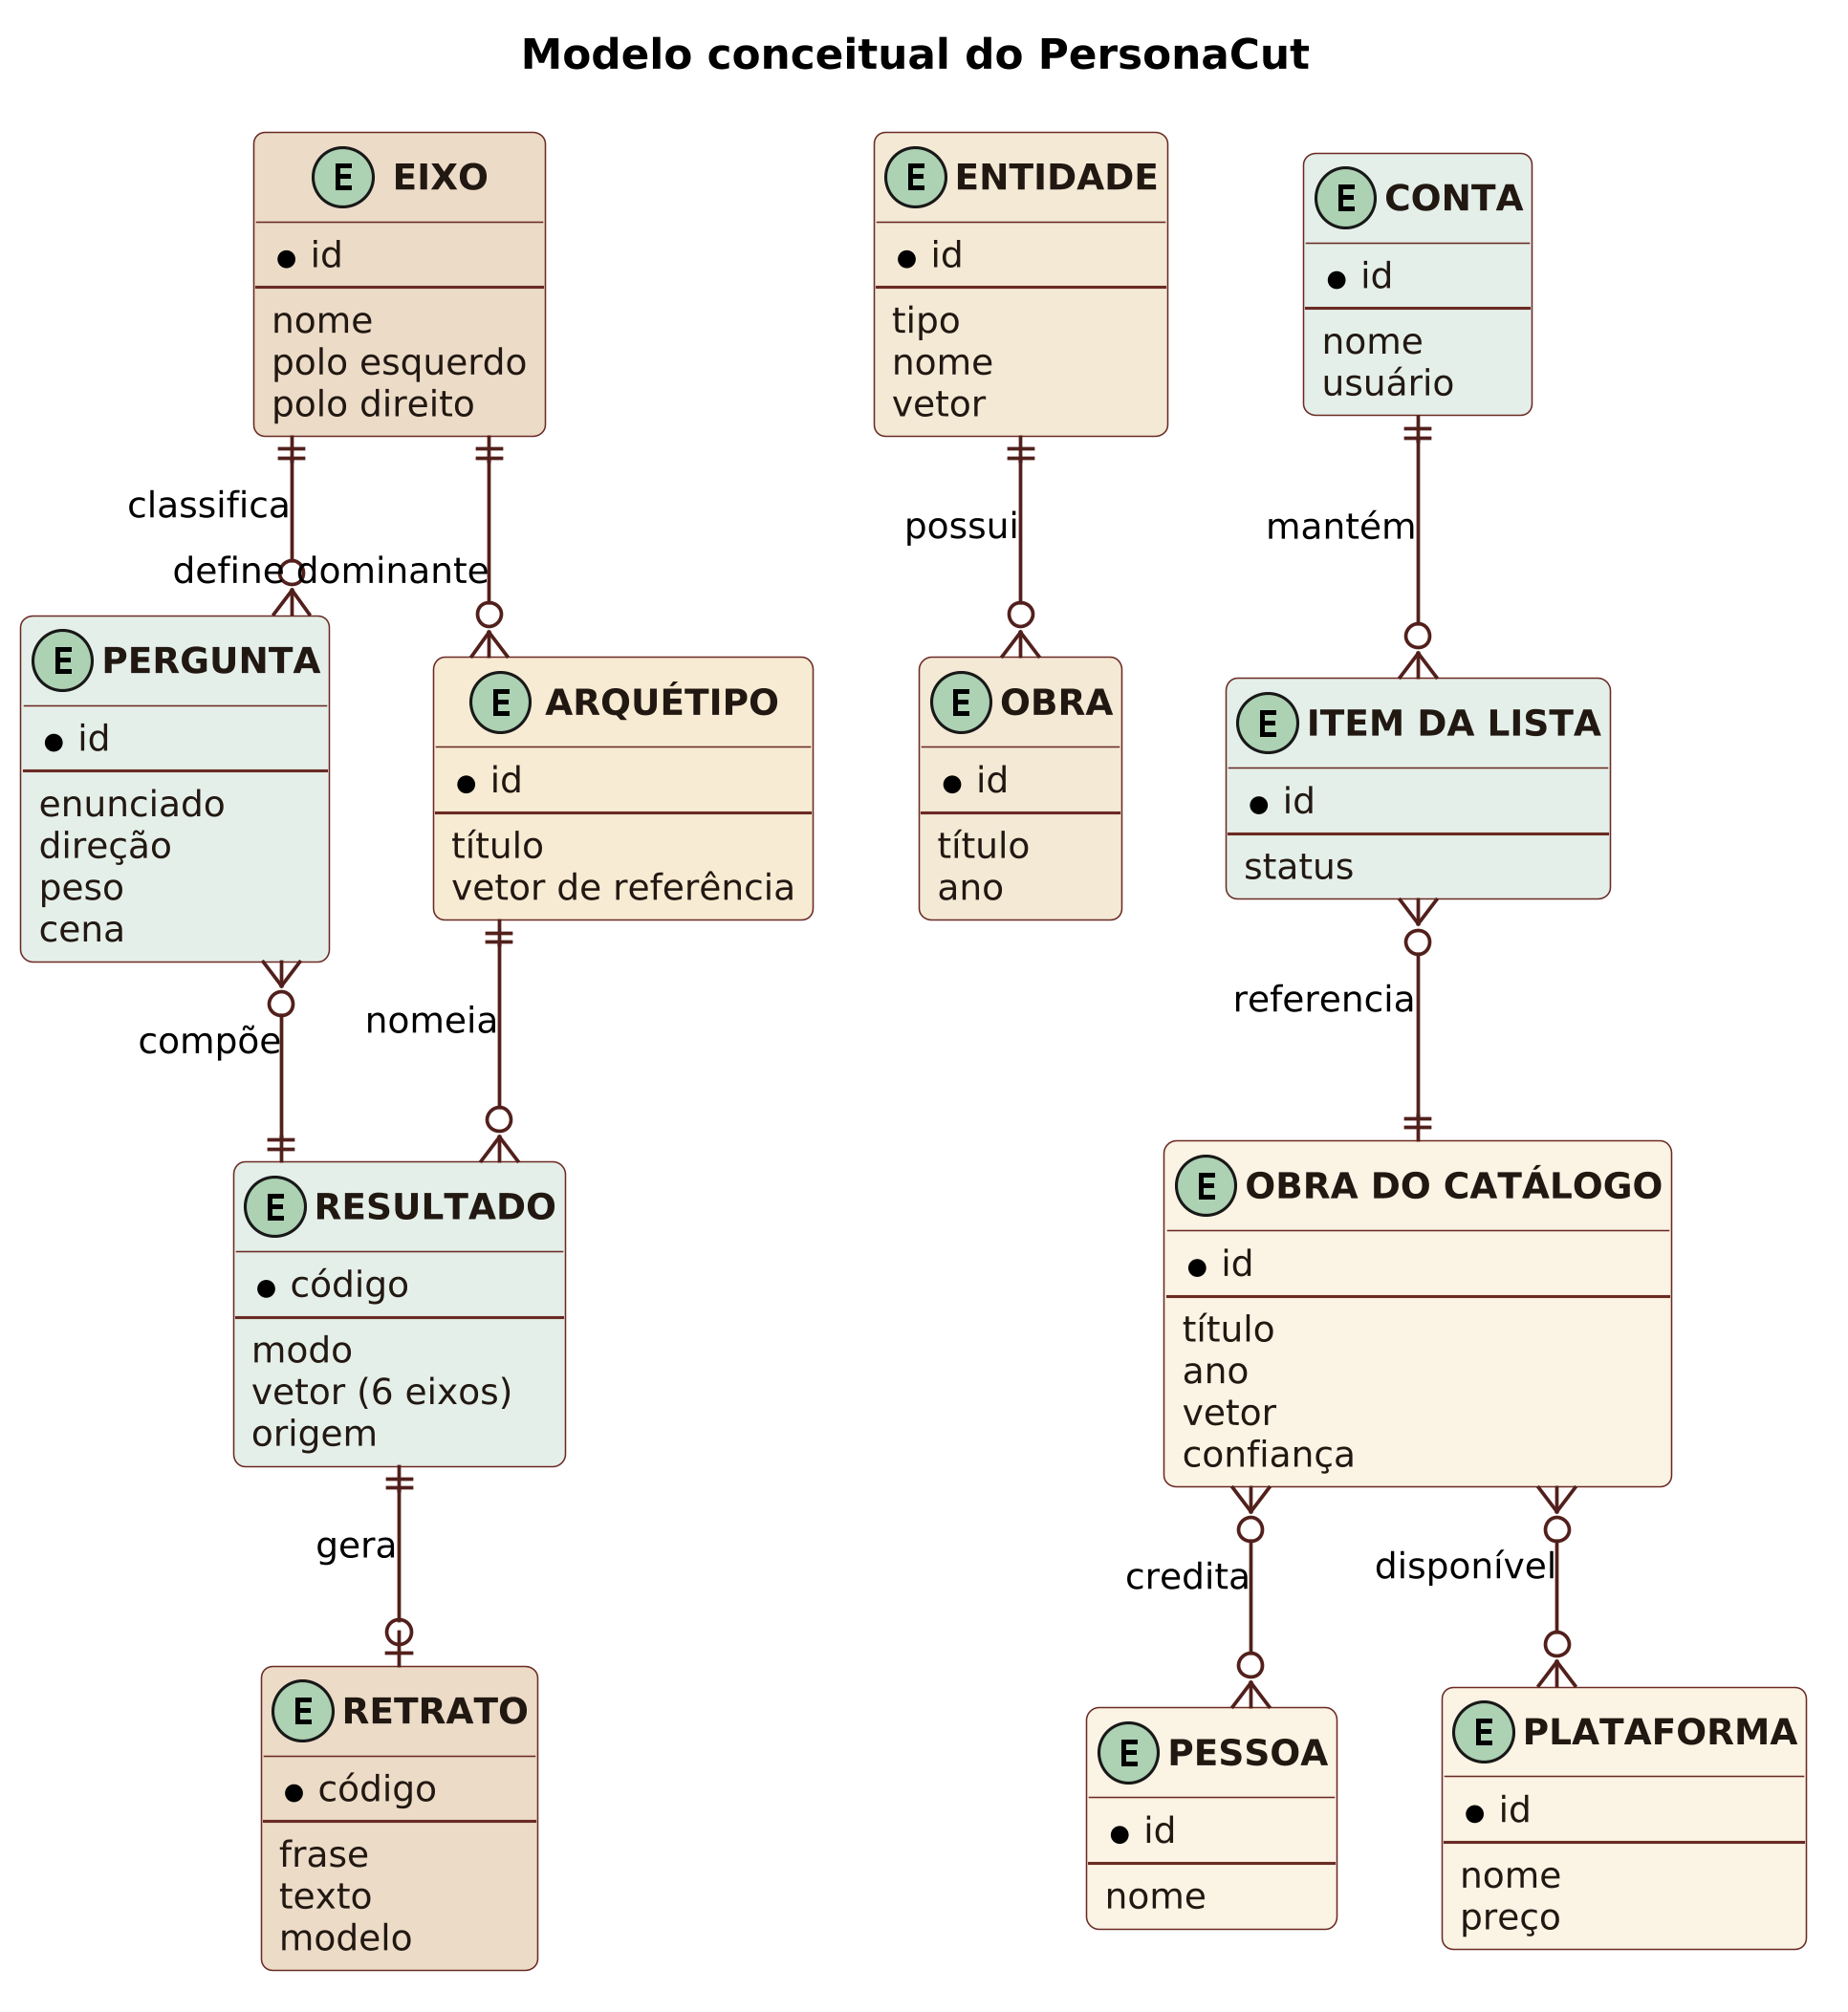 Modelo conceitual do PersonaCut
E EIXO
id
nome
polo esquerdo
polo direito
E ENTIDADE
id
tipo
nome
vetor
E CONTA
id
nome
usuário
classifica
define dominante
possui
mantém
E PERGUNTA
id
enunciado
direção
peso
cena
E ARQUÉTIPO
id
título
vetor de referência
E OBRA
id
título
ano
E ITEM DA LISTA
id
status
compõe
nomeia
referencia
E RESULTADO
código
modo
vetor (6 eixos)
origem
E OBRA DO CATÁLOGO
id
título
ano
vetor
confiança
gera
credita
disponível
E RETRATO
código
frase
texto
modelo
E PESSOA
id
nome
E PLATAFORMA
id
nome
preço